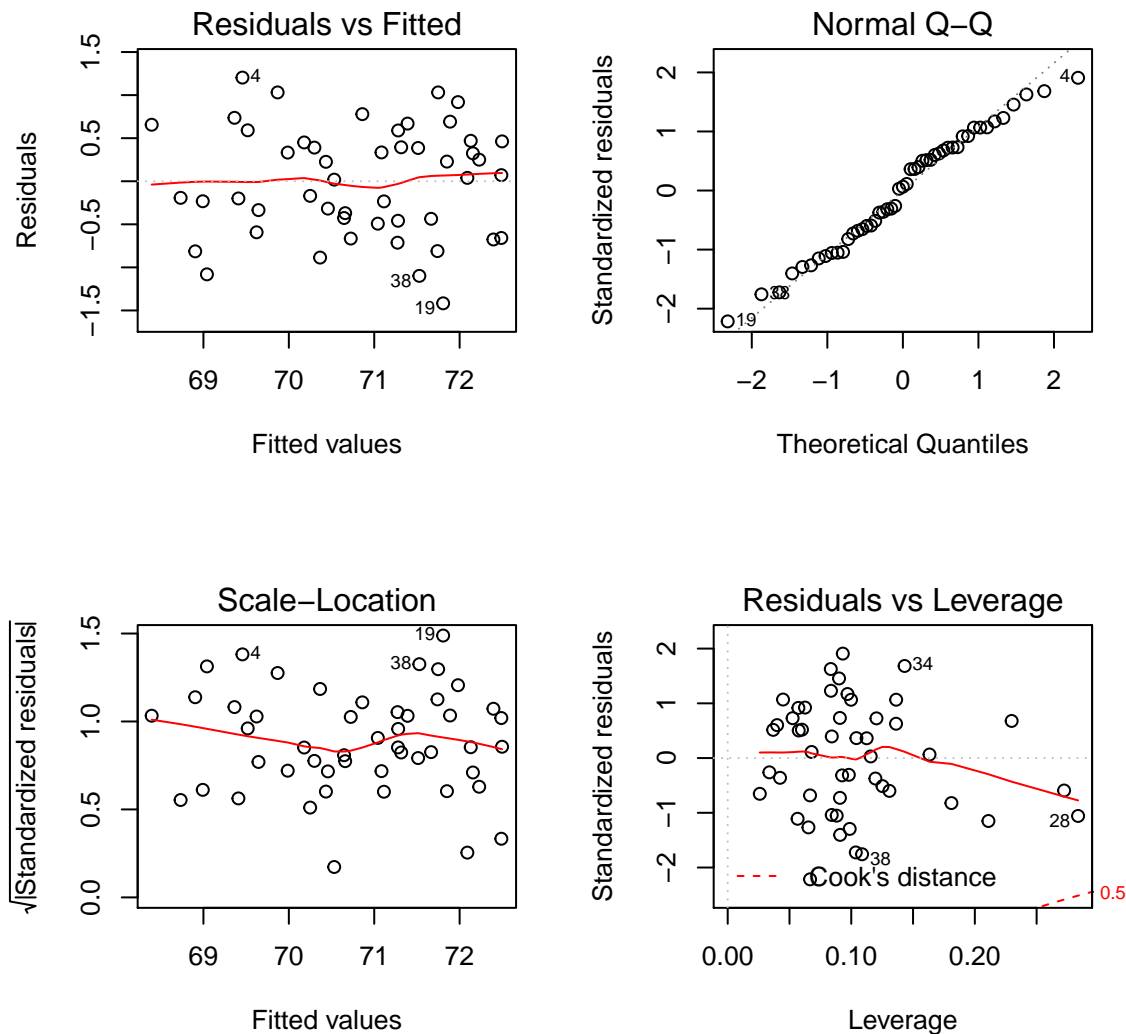 Residuals vs Fitted
Residuals
1.5
0.5
−0.5
−1.5
4
38
19
69 70 71 72
Fitted values
Normal Q−Q
Standardized residuals
2
1
0
−1
−2
4
38
19
−2 −1 0 1 2
Theoretical Quantiles
Scale−Location
√|Standardized residuals|
1.5
1.0
0.5
0.0
4
38
19
69 70 71 72
Fitted values
Residuals vs Leverage
Standardized residuals
2
1
0
−1
−2
34
28
38
Cook's distance
0.5
0.00 0.10 0.20
Leverage